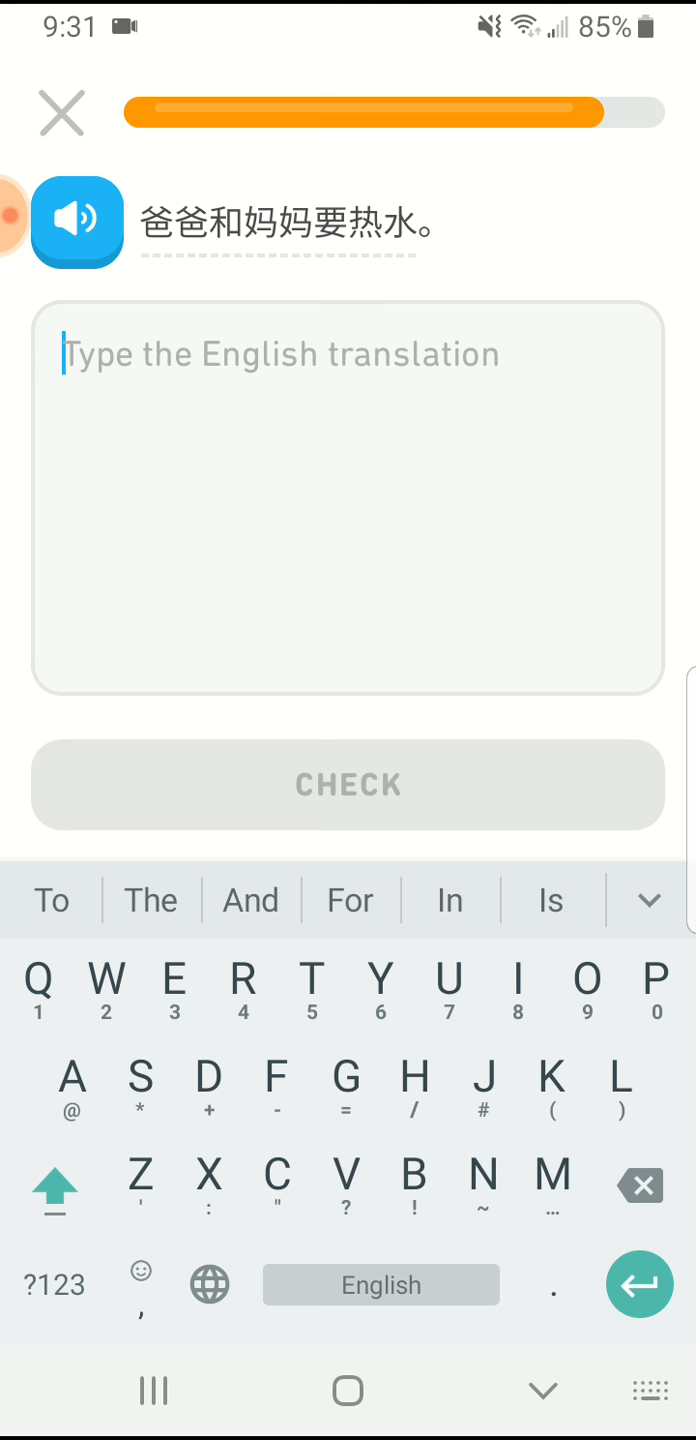 9:31 85%
爸爸和妈妈要热水。
Type the English translation
CHECK
To The And For In Is
Q W E R T Y U I O P
1 2 3 4 5 6 7 8 9 0
A S D F G H J K L
@ * + - = / # ( )
Z X C V B N M
' : " ? ! ~ …
?123 , English .